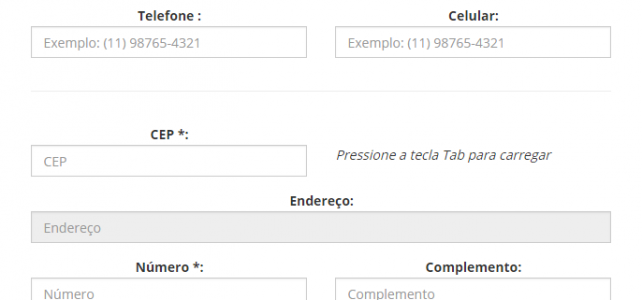 Telefone : Celular:
Exemplo: (11) 98765-4321 Exemplo: (11) 98765-4321
CEP *:
CEP Pressione a tecla Tab para carregar
Endereço:
Endereço
Número *: Complemento:
Número Complemento